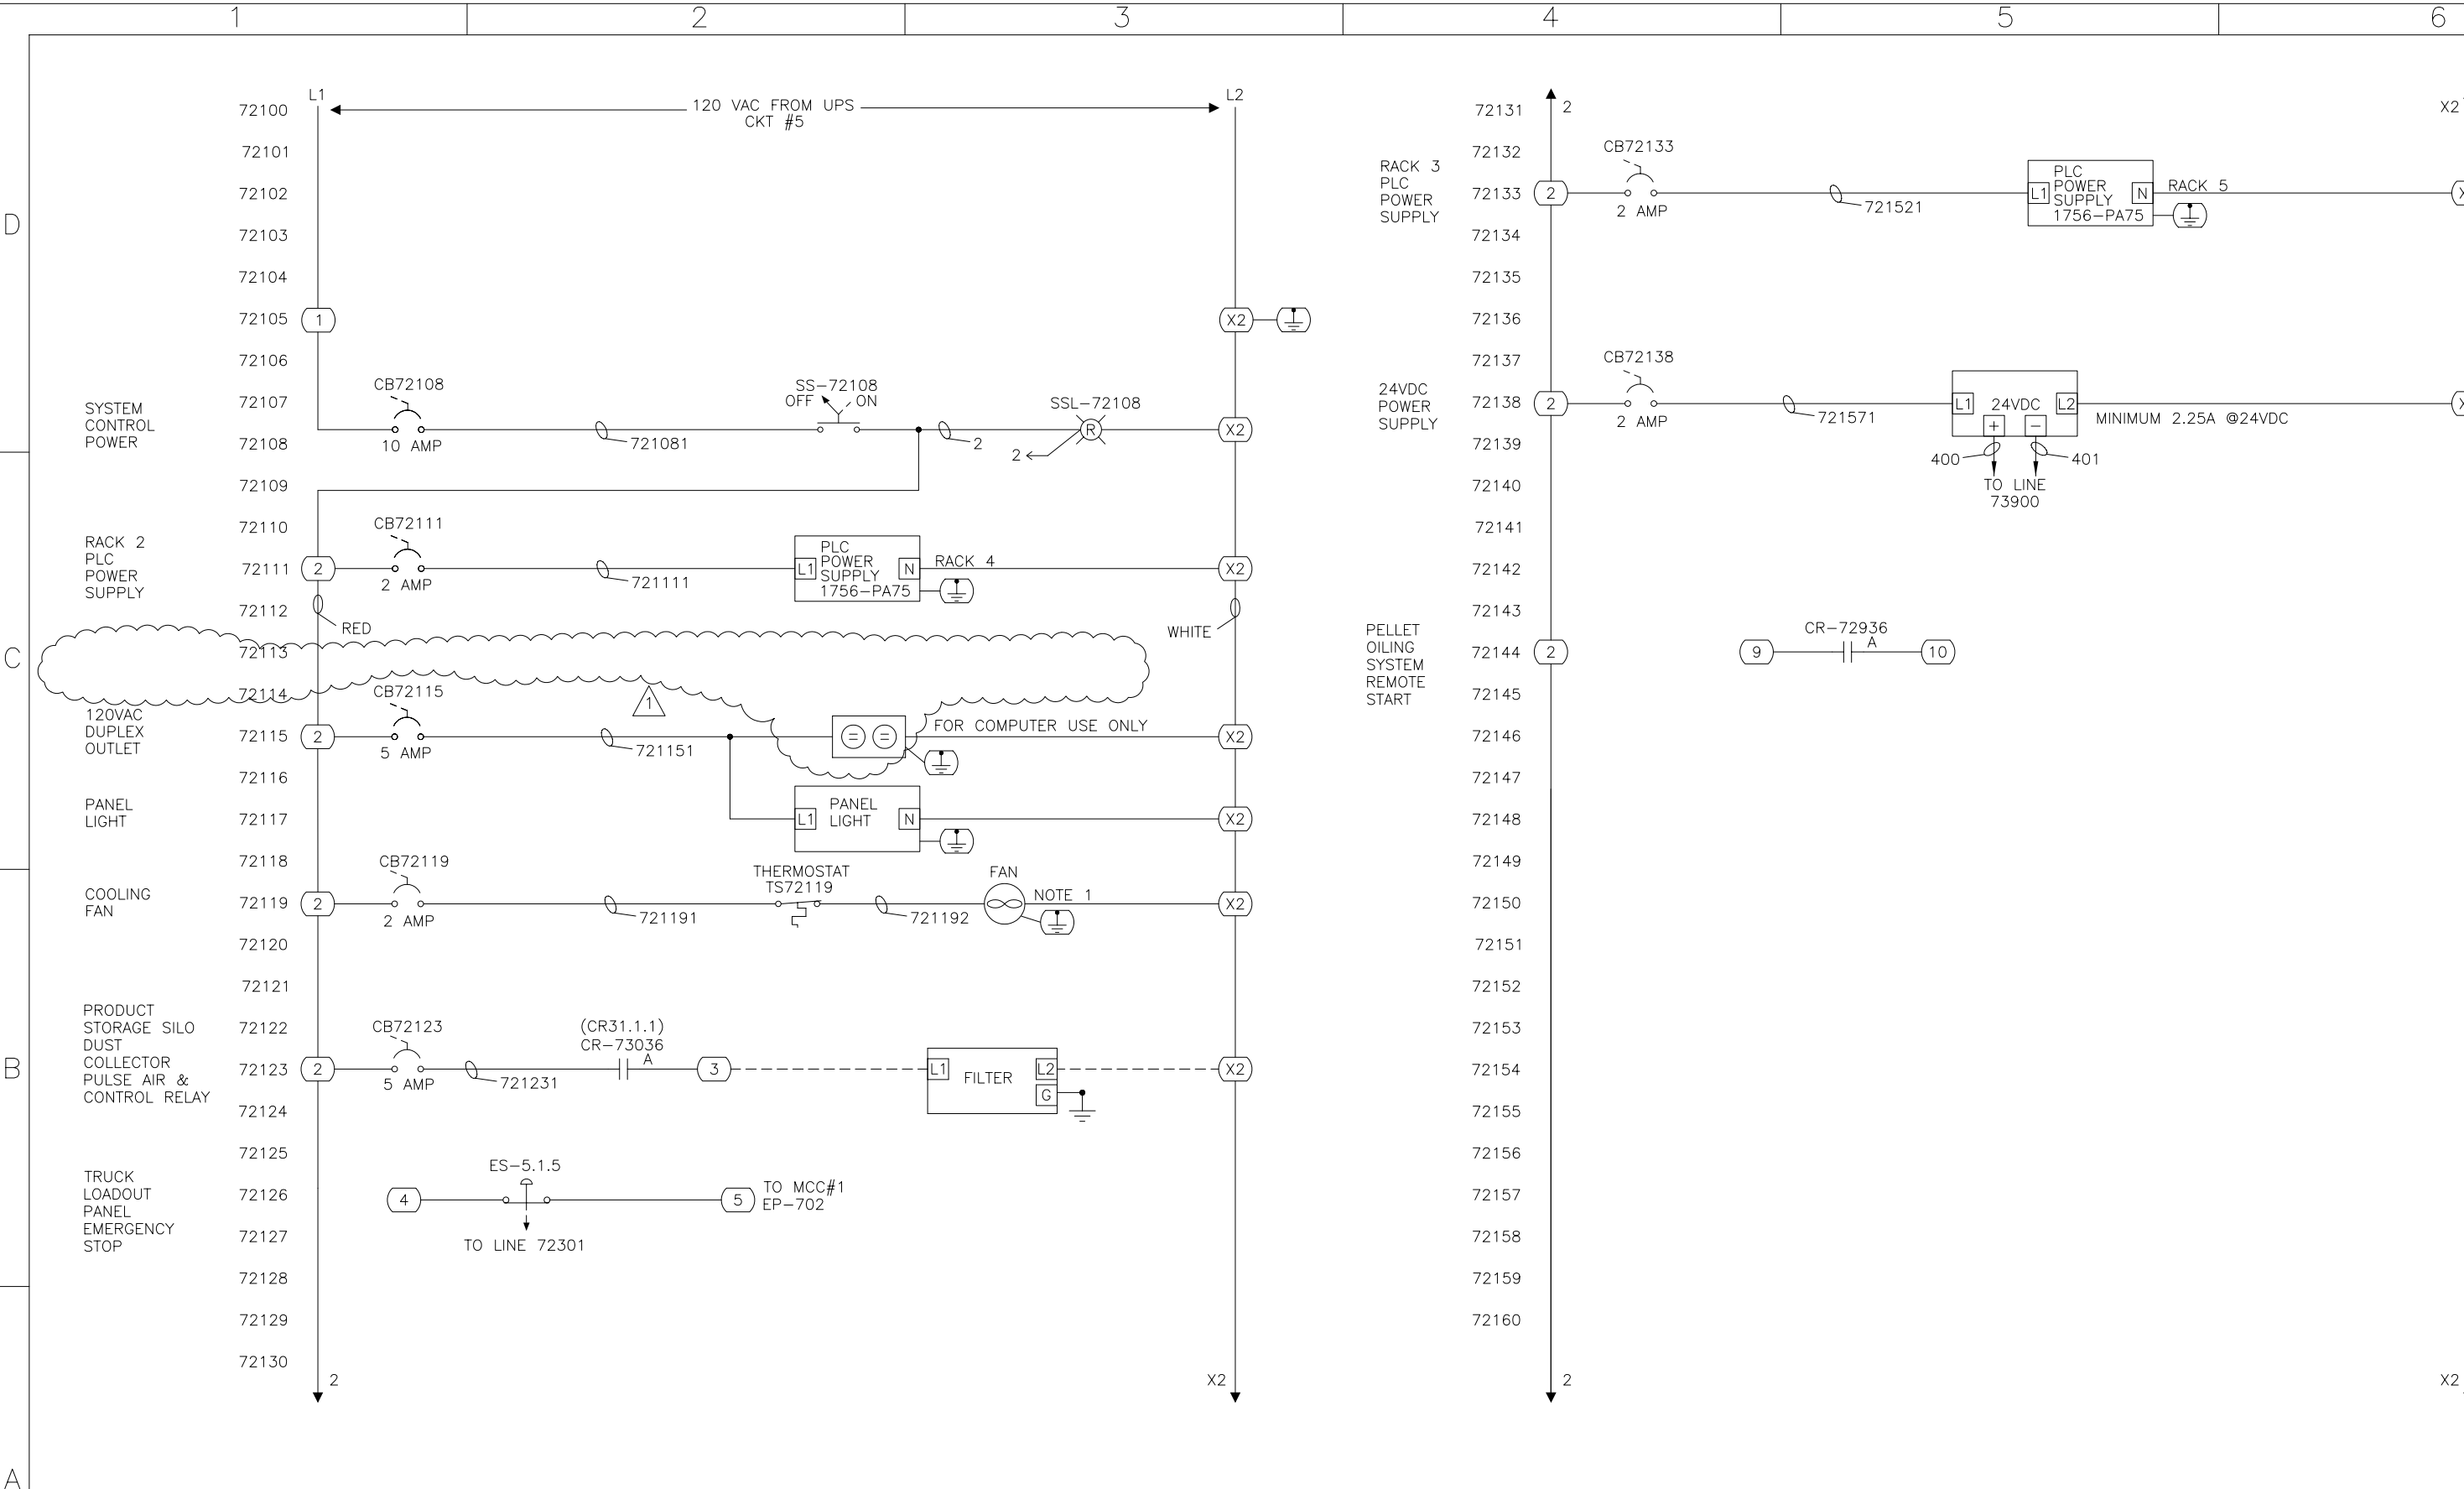 1 2 3 4 5 6
D
C
B
A
L1
120 VAC FROM UPS
CKT #5
L2
72100
72101
72102
72103
72104
72105 1 X2
72106
CB72108
SS-72108
72107 OFF ON
SSL-72108
SYSTEM
CONTROL
POWER
72108 10 AMP 721081 2 R X2
2
72109
72110 CB72111
RACK 2
PLC
POWER
SUPPLY
72111 2 2 AMP 721111
L1 PLC
POWER
SUPPLY
1756-PA75
N RACK 4 X2
72112
RED
WHITE
72113
72114 CB72115
1
120VAC
DUPLEX
OUTLET
72115 2 5 AMP 721151 FOR COMPUTER USE ONLY X2
72116
PANEL
LIGHT
72117 L1 PANEL
LIGHT
N X2
72118 CB72119
THERMOSTAT
TS72119
FAN
COOLING
FAN
72119 2 2 AMP 721191 721192 NOTE 1 X2
72120
72121
PRODUCT
STORAGE SILO
DUST
COLLECTOR
PULSE AIR &
CONTROL RELAY
72122 CB72123
(CR31.1.1)
CR-73036
A
72123 2 5 AMP 721231 3 L1 FILTER L2 X2
G
72124
72125
ES-5.1.5
TRUCK
LOADOUT
PANEL
EMERGENCY
STOP
72126 4 5 TO MCC#1
EP-702
72127 TO LINE 72301
72128
72129
72130
2 X2
72131 2 X2
72132 CB72133
RACK 3
PLC
POWER
SUPPLY
72133 2 2 AMP 721521
L1 PLC
POWER
SUPPLY
1756-PA75
N RACK 5 X
72134
72135
72136
72137 CB72138
24VDC
POWER
SUPPLY
72138 2 2 AMP 721571 L1 24VDC L2 X
MINIMUM 2.25A @24VDC
+ −
72139
400 401
72140 TO LINE
73900
72141
72142
72143
PELLET
OILING
SYSTEM
REMOTE
START
CR-72936
A
72144 2 9 10
72145
72146
72147
72148
72149
72150
72151
72152
72153
72154
72155
72156
72157
72158
72159
72160
2 X2